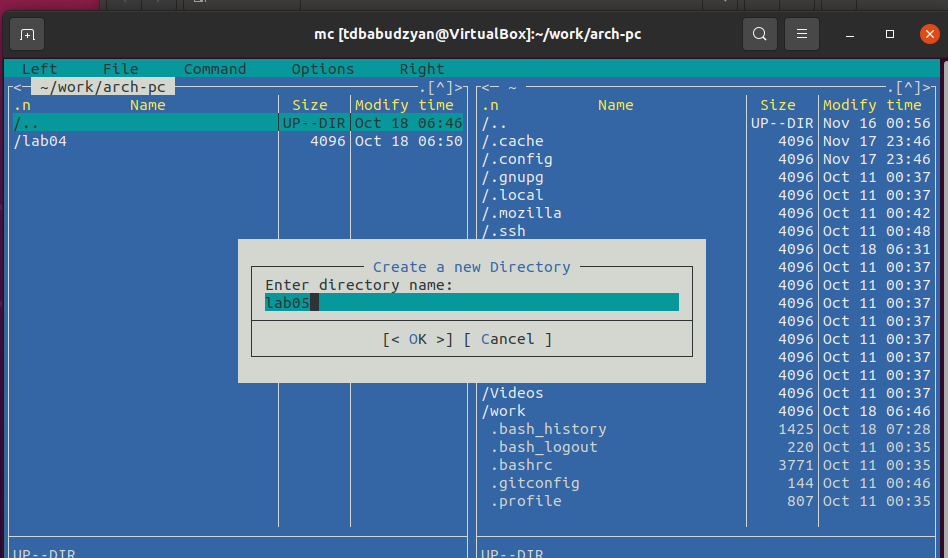 mc [tdbabudzyan@VirtualBox]:~/work/arch-pc
Left File Command Options Right
<─ ~/work/arch-pc .[^]>
.n Name Size Modify time
/.. UP--DIR Oct 18 06:46
/lab04 4096 Oct 18 06:50
UP--DIR
<─ ~ .[^]>
.n Name Size Modify time
/.. UP--DIR Nov 16 00:56
/.cache 4096 Nov 17 23:46
/.config 4096 Nov 17 23:46
/.gnupg 4096 Oct 11 00:37
/.local 4096 Oct 11 00:37
/.mozilla 4096 Oct 11 00:42
/.ssh 4096 Oct 11 00:48
4096 Oct 18 06:31
4096 Oct 11 00:37
4096 Oct 11 00:37
4096 Oct 11 00:37
4096 Oct 11 00:37
4096 Oct 11 00:37
4096 Oct 11 00:37
4096 Oct 11 00:37
/Videos 4096 Oct 11 00:37
/work 4096 Oct 18 06:46
.bash_history 1425 Oct 18 07:28
.bash_logout 220 Oct 11 00:35
.bashrc 3771 Oct 11 00:35
.gitconfig 144 Oct 11 00:46
.profile 807 Oct 11 00:35
UP--DIR
Create a new Directory
Enter directory name:
lab05
[< OK >] [ Cancel ]